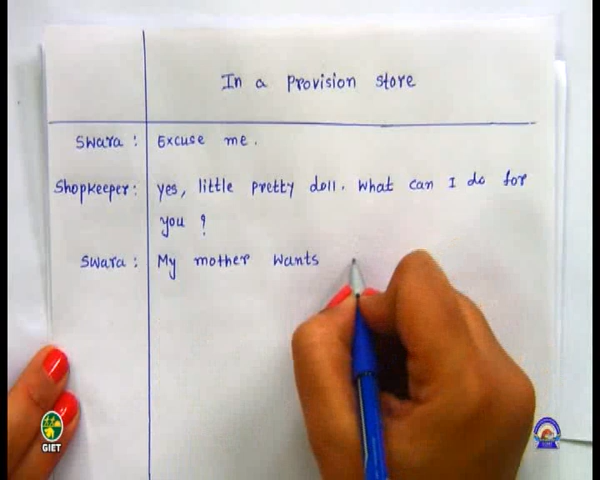 In a provision store
Swara : Excuse me.
Shopkeeper : yes, little pretty doll. What can I do for
you ?
Swara : My mother wants
GIET